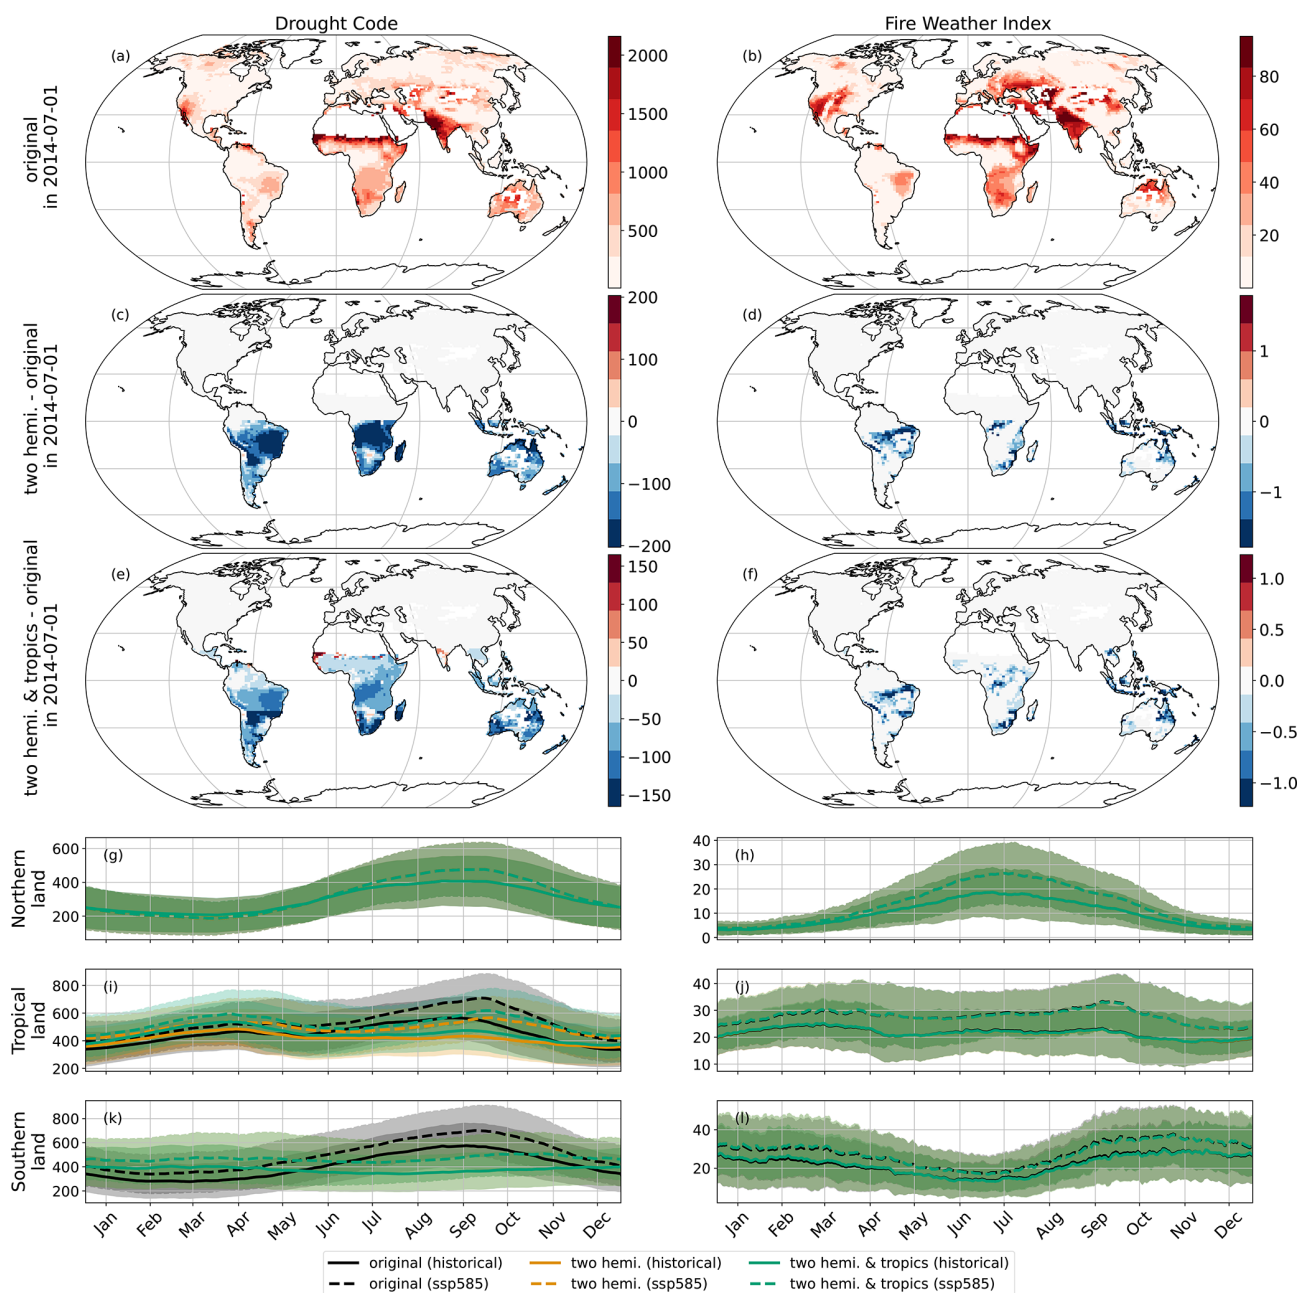 Drought Code
Fire Weather Index
original
in 2014-07-01
(a)
2000
1500
1000
500
(b)
80
60
40
20
two hemi. - original
in 2014-07-01
(c)
200
100
0
−100
−200
(d)
1
0
−1
two hemi. & tropics - original
in 2014-07-01
(e)
150
100
50
0
−50
−100
−150
(f)
1.0
0.5
0.0
−0.5
−1.0
Northern
land
(g)
600
400
200
(h)
40
30
20
10
0
Tropical
land
(i)
800
600
400
200
(j)
40
30
20
10
Southern
land
(k)
800
600
400
200
(l)
40
20
Jan Feb Mar Apr May Jun Jul Aug Sep Oct Nov Dec
Jan Feb Mar Apr May Jun Jul Aug Sep Oct Nov Dec
original (historical) two hemi. (historical) two hemi. & tropics (historical)
original (ssp585) two hemi. (ssp585) two hemi. & tropics (ssp585)